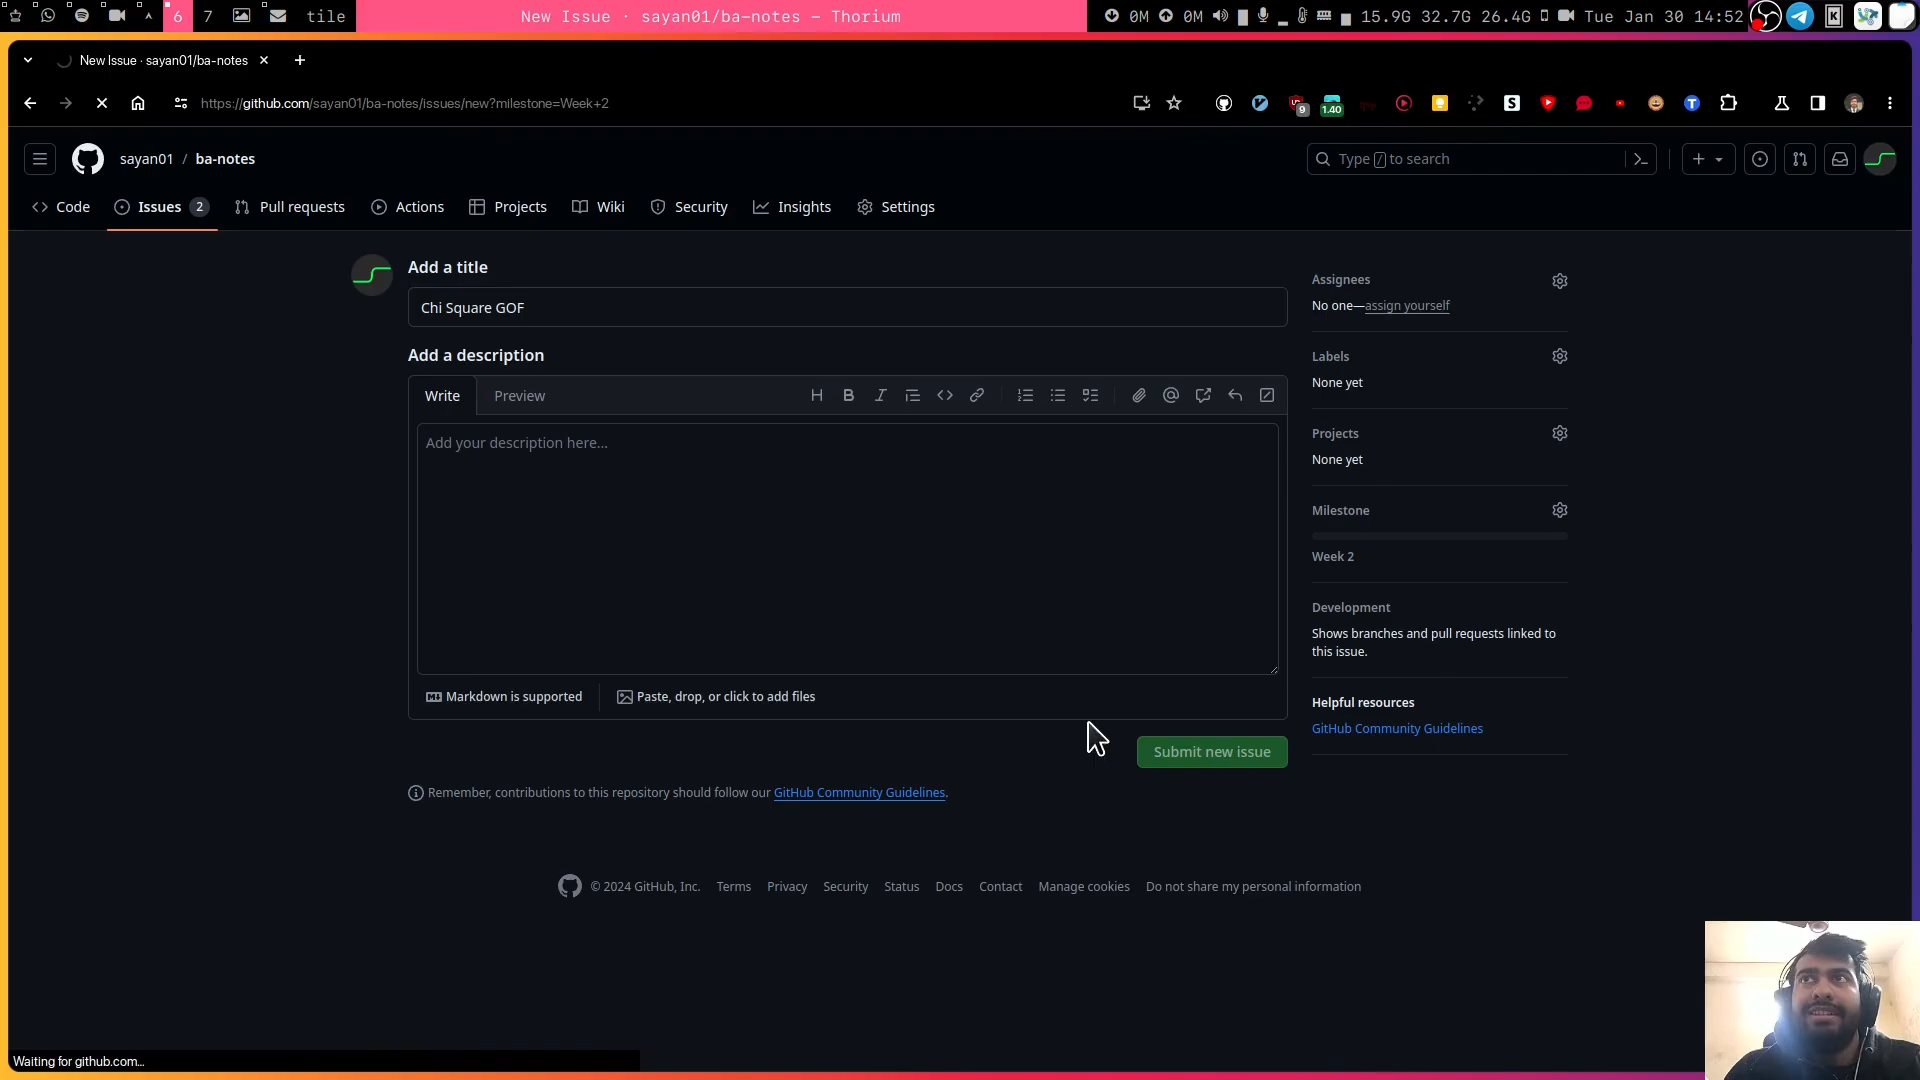 6 7 tile New Issue · sayan01/ba-notes – Thorium 0M 0M 15.9G 32.7G 26.4G Tue Jan 30 14:52
New Issue · sayan01/ba-notes
https://github.com/sayan01/ba-notes/issues/new?milestone=Week+2
9 1.40
sayan01 / ba-notes
Type / to search
Code Issues 2 Pull requests Actions Projects Wiki Security Insights Settings
Add a title
Chi Square GOF
Add a description
Write Preview
Add your description here...
Markdown is supported
Paste, drop, or click to add files
Submit new issue
Remember, contributions to this repository should follow our GitHub Community Guidelines.
Assignees
No one—assign yourself
Labels
None yet
Projects
None yet
Milestone
Week 2
Development
Shows branches and pull requests linked to
this issue.
Helpful resources
GitHub Community Guidelines
© 2024 GitHub, Inc. Terms Privacy Security Status Docs Contact Manage cookies Do not share my personal information
Waiting for github.com...